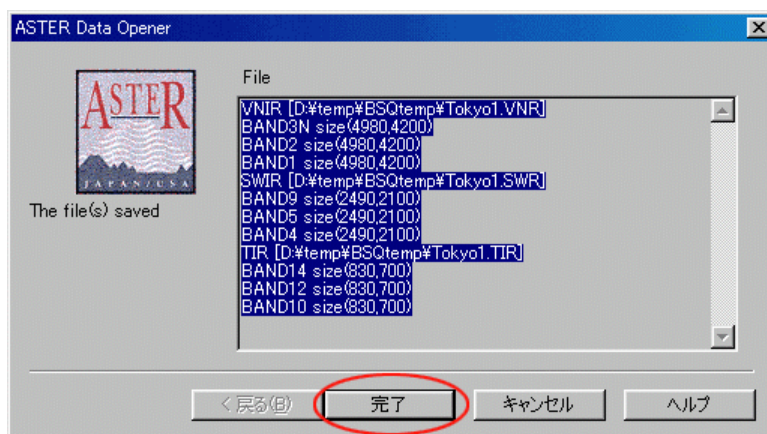 ASTER Data Opener
ASTER
JAPAN/USA
The file(s) saved
File
VNIR [D:¥temp¥BSQtemp¥Tokyo1.VNR]
BAND3N size(4980,4200)
BAND2 size(4980,4200)
BAND1 size(4980,4200)
SWIR [D:¥temp¥BSQtemp¥Tokyo1.SWR]
BAND9 size(2490,2100)
BAND5 size(2490,2100)
BAND4 size(2490,2100)
TIR [D:¥temp¥BSQtemp¥Tokyo1.TIR]
BAND14 size(830,700)
BAND12 size(830,700)
BAND10 size(830,700)
< 戻る(B)
完了
キャンセル
ヘルプ